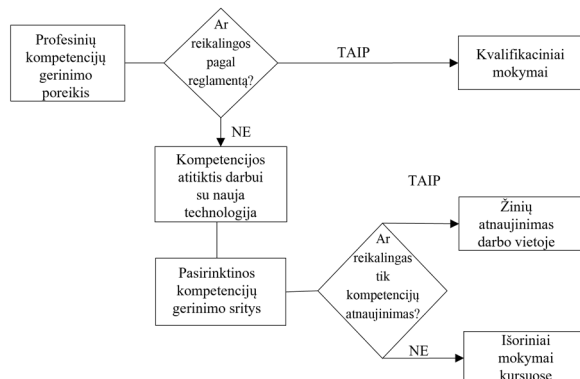 Profesinių
kompetencijų
gerinimo
poreikis
Ar
reikalingos
pagal
reglamentą?
TAIP
Kvalifikaciniai
mokymai
NE
Kompetencijos
atitiktis darbui
su nauja
technologija
TAIP
Žinių
atnaujinimas
darbo vietoje
Pasirinktinos
kompetencijų
gerinimo sritys
Ar
reikalingas
tik
kompetencijų
atnaujinimas?
NE
Išoriniai
mokymai
kursuose